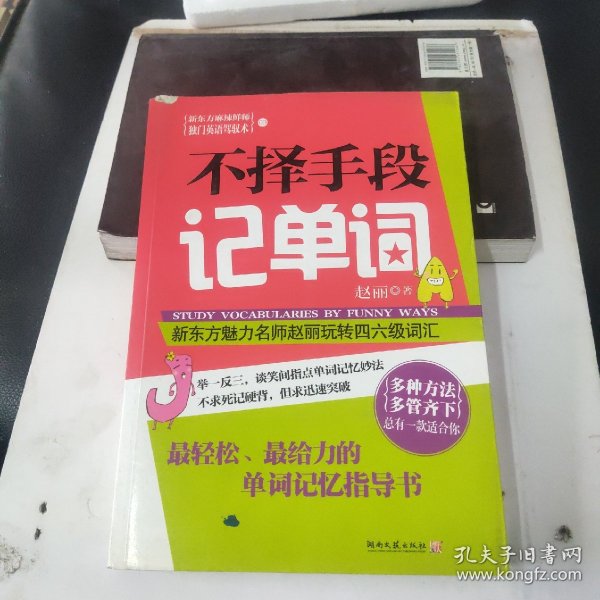 新东方麻辣鲜师
独门英语驾驭术
不择手段
记单词
赵丽◎著
STUDY VOCABULARIES BY FUNNY WAYS
新东方魅力名师赵丽玩转四六级词汇
举一反三,谈笑间指点单词记忆妙法
不求死记硬背,但求迅速突破
多种方法
多管齐下
总有一款适合你
最轻松、最给力的
单词记忆指导书
湖南文艺出版社
孔夫子旧书网
www.kongfz.com